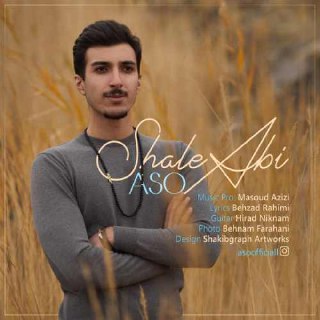 Shale Abi
ASO
Music Pro: Masoud Azizi
Lyrics Behzad Rahimi
Guitar Hirad Niknam
Photo Behnam Farahani
Design Shakibgraph Artworks
asoofficiall